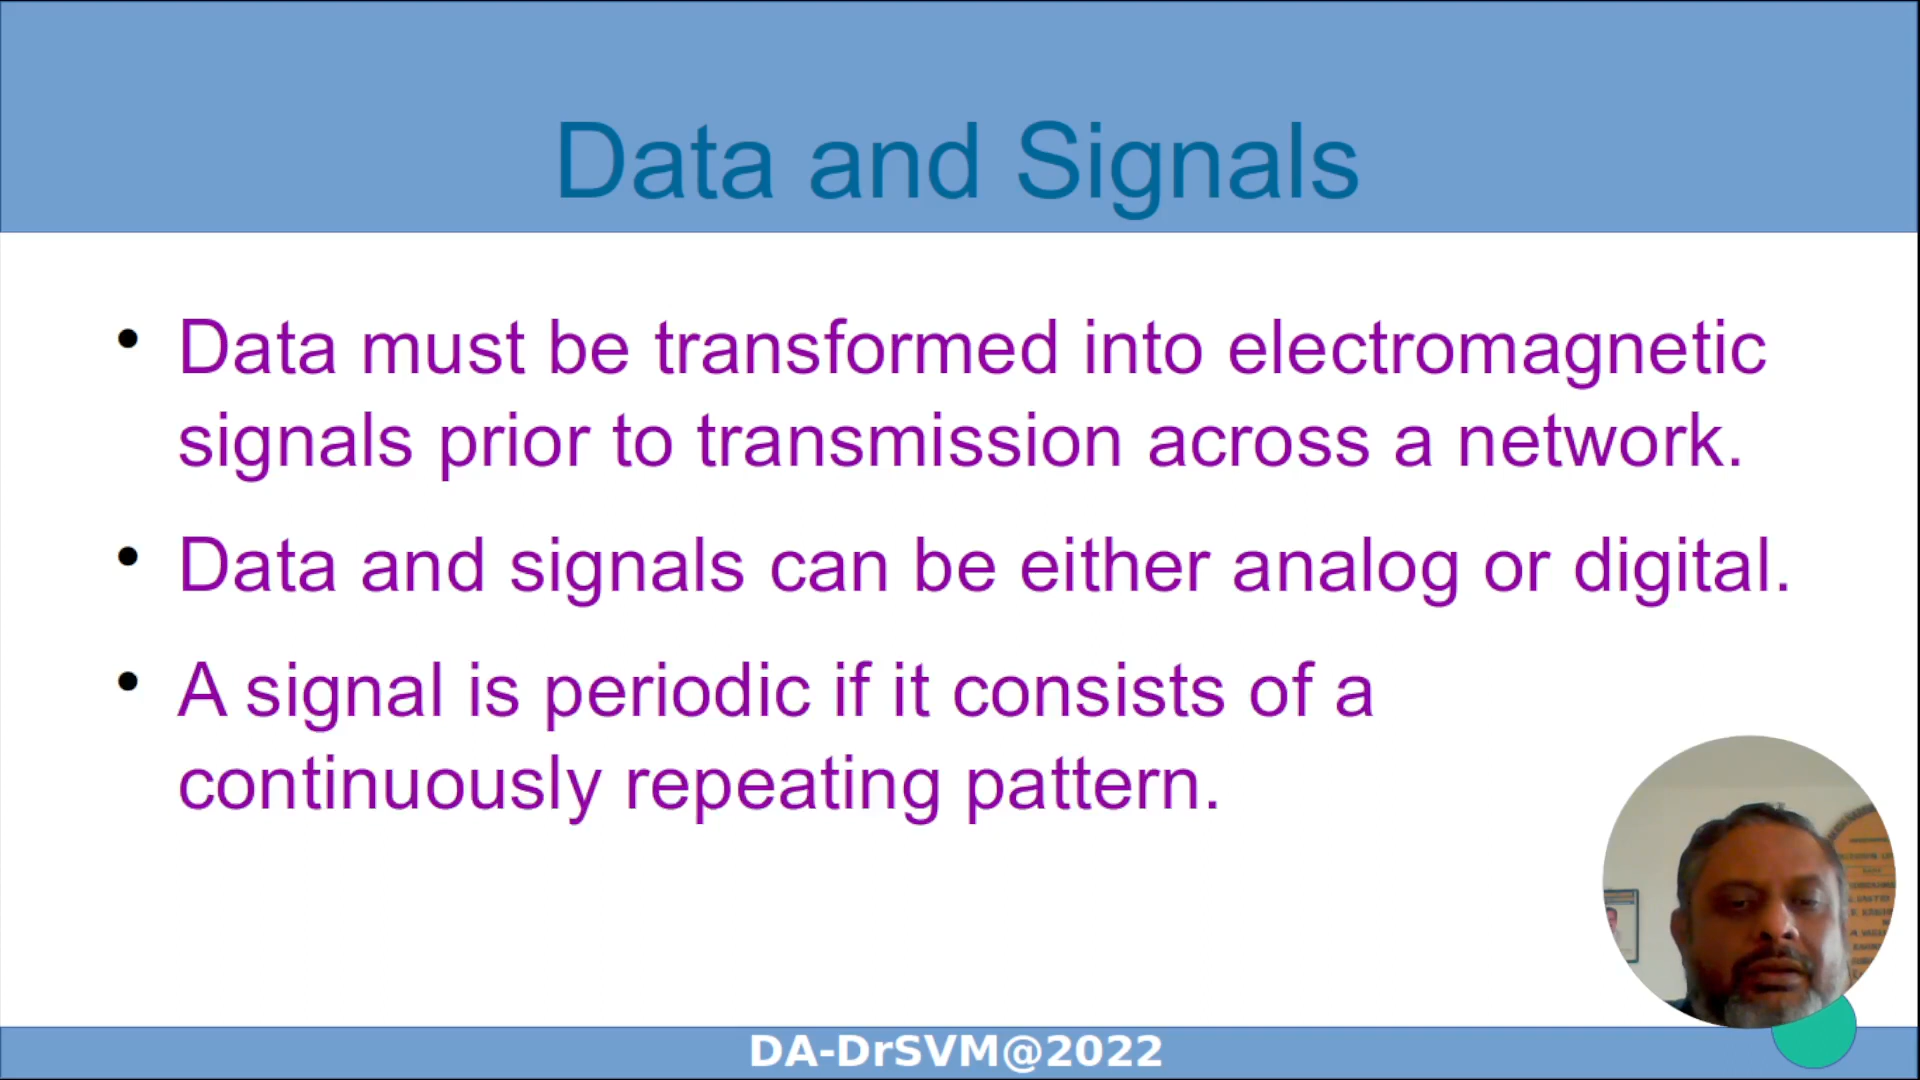 Data and Signals
• Data must be transformed into electromagnetic
signals prior to transmission across a network.
• Data and signals can be either analog or digital.
• A signal is periodic if it consists of a
continuously repeating pattern.
DA-DrSVM@2022